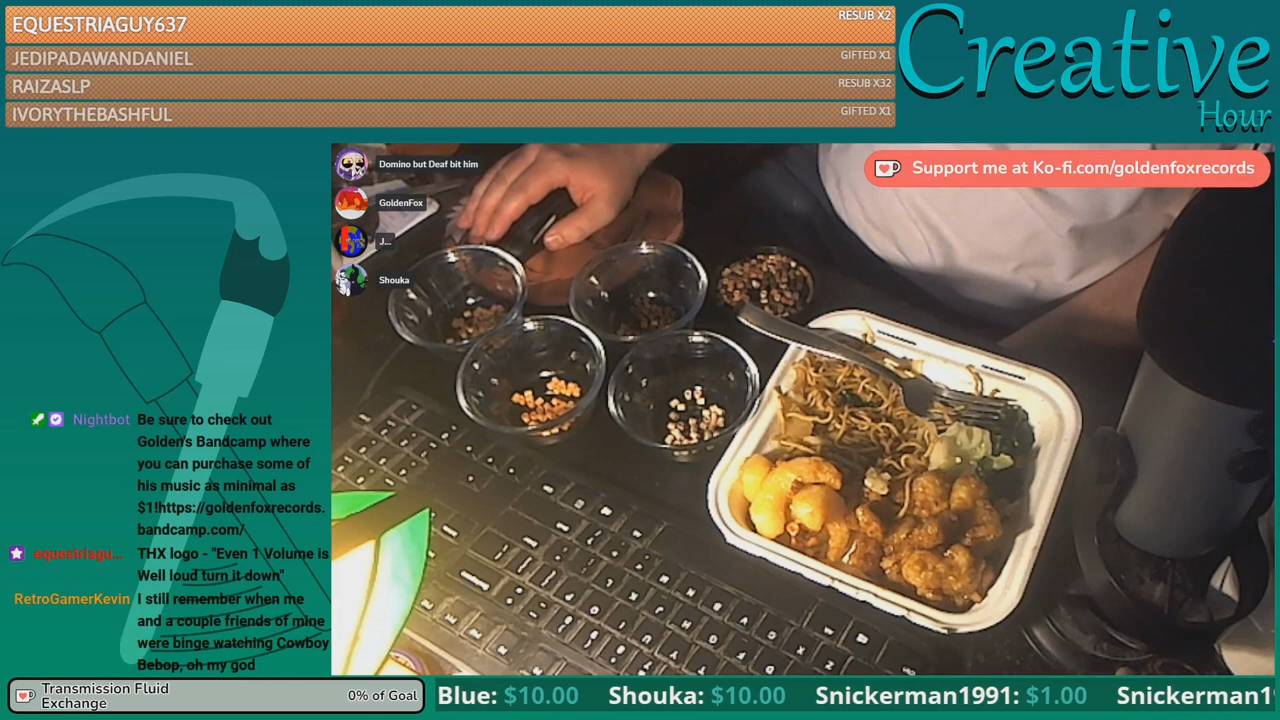 EQUESTRIAGUY637
RESUB X2
JEDIPADAWANDANIEL
GIFTED X1
RAIZASLP
RESUB X32
IVORYTHEBASHFUL
GIFTED X1
Creative
Hour
Domino but Deaf bit him
GoldenFox
J...
Shouka
Support me at Ko-fi.com/goldenfoxrecords
Nightbot Be sure to check out
Golden's Bandcamp where
you can purchase some of
his music as minimal as
$1!https://goldenfoxrecords.
bandcamp.com/
equestriagu... THX logo - "Even 1 Volume is
Well loud turn it down"
RetroGamerKevin I still remember when me
and a couple friends of mine
were binge watching Cowboy
Bebop, oh my god
Transmission Fluid
Exchange
0% of Goal
Blue: $10.00 Shouka: $10.00 Snickerman1991: $1.00 Snickerman1